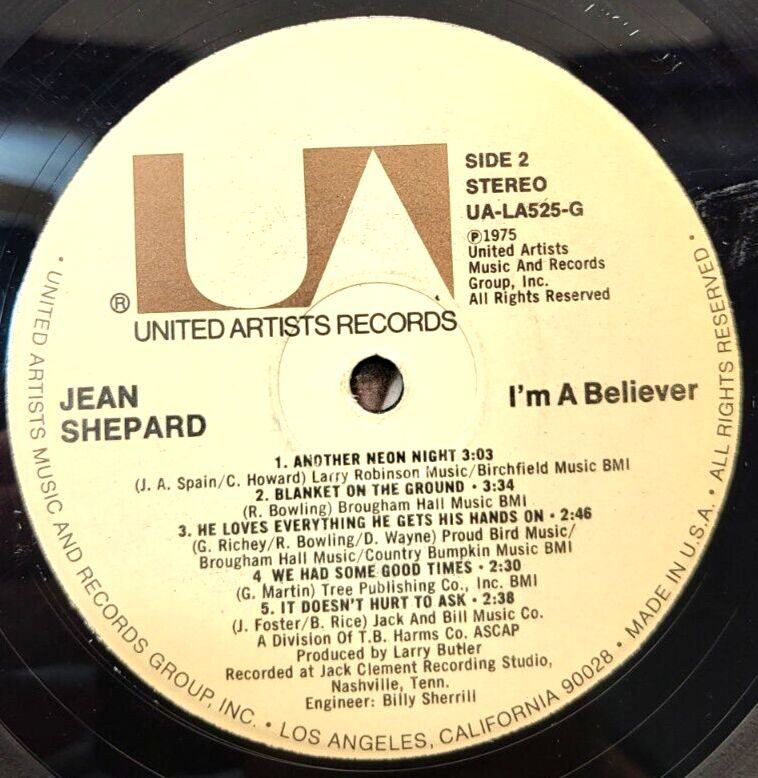 SIDE 2
STEREO
UA-LA525-G
℗1975
United Artists
Music And Records
Group, Inc.
All Rights Reserved
UA
®
UNITED ARTISTS RECORDS
JEAN
SHEPARD
I'm A Believer
1. ANOTHER NEON NIGHT 3:03
(J. A. Spain/C. Howard) Larry Robinson Music/Birchfield Music BMI
2. BLANKET ON THE GROUND • 3:34
(R. Bowling) Brougham Hall Music BMI
3. HE LOVES EVERYTHING HE GETS HIS HANDS ON • 2:46
(G. Richey/R. Bowling/D. Wayne) Proud Bird Music/
Brougham Hall Music/Country Bumpkin Music BMI
4 WE HAD SOME GOOD TIMES • 2:30
(G. Martin) Tree Publishing Co., Inc. BMI
5. IT DOESN'T HURT TO ASK • 2:38
(J. Foster/B. Rice) Jack And Bill Music Co.
A Division Of T.B. Harms Co. ASCAP
Produced by Larry Butler
Recorded at Jack Clement Recording Studio,
Nashville, Tenn.
Engineer: Billy Sherrill
• UNITED ARTISTS MUSIC AND RECORDS GROUP, INC. • LOS ANGELES, CALIFORNIA 90028 • MADE IN U.S.A. • ALL RIGHTS RESERVED •